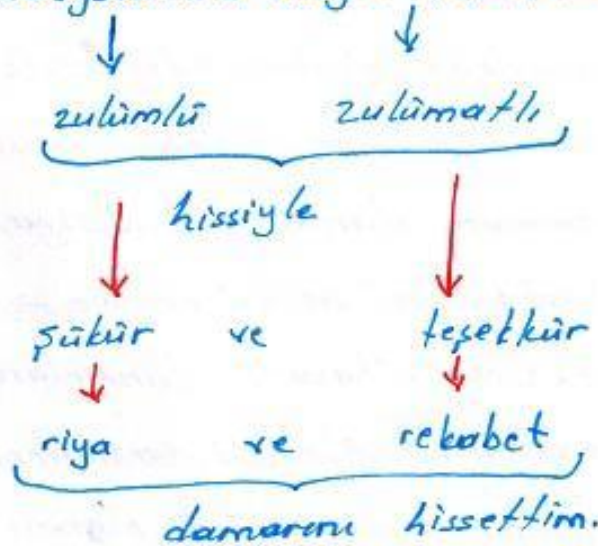 zulümlü zulümatlı
hissiyle
şükür ve teşekkür
riya ve rekabet
damarını hissettim.